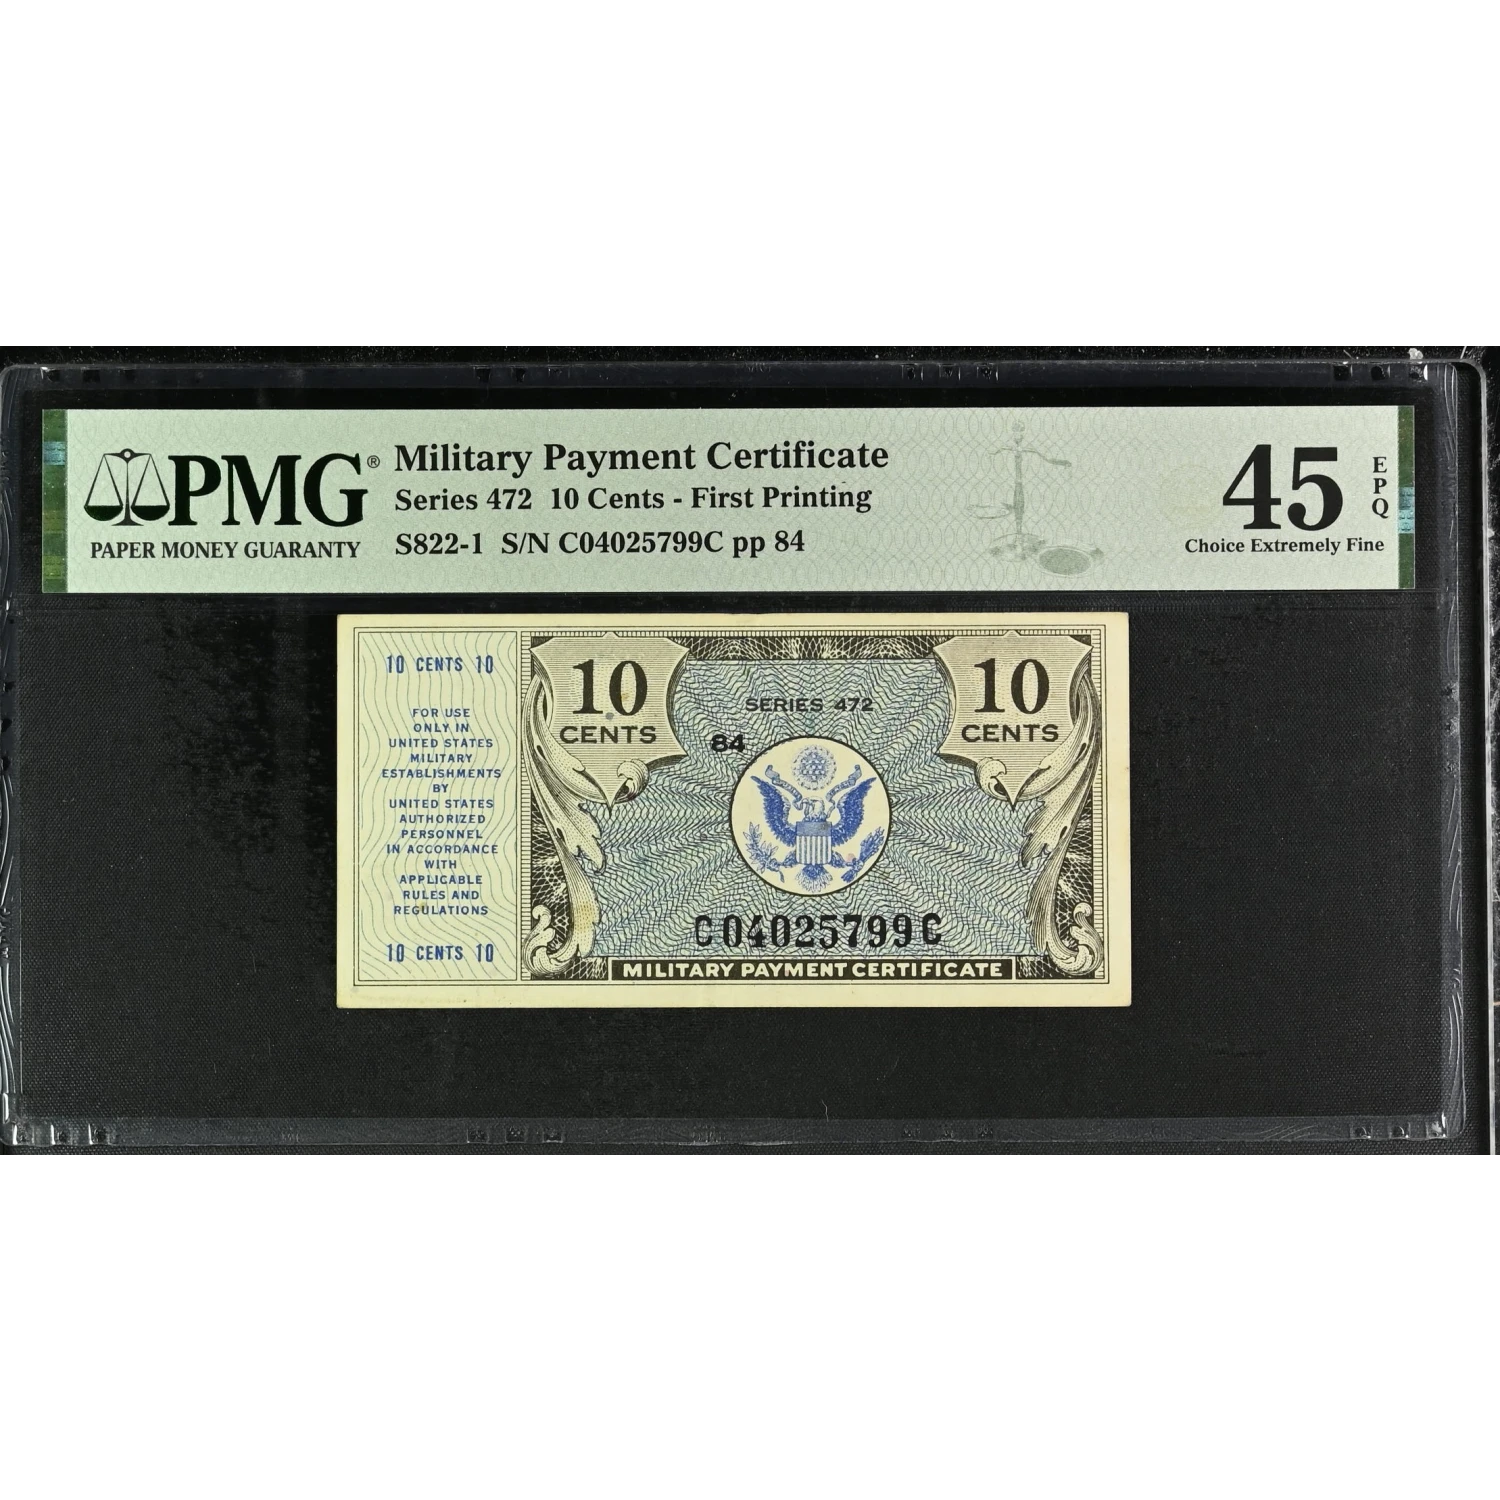 PMG®
PAPER MONEY GUARANTY
Military Payment Certificate
Series 472 10 Cents - First Printing
S822-1 S/N C04025799C pp 84
45
EPQ
Choice Extremely Fine
10 CENTS 10
FOR USE
ONLY IN
UNITED STATES
MILITARY
ESTABLISHMENTS
BY
UNITED STATES
AUTHORIZED
PERSONNEL
IN ACCORDANCE
WITH
APPLICABLE
RULES AND
REGULATIONS
10 CENTS 10
10
CENTS
SERIES 472
84
10
CENTS
C04025799C
MILITARY PAYMENT CERTIFICATE